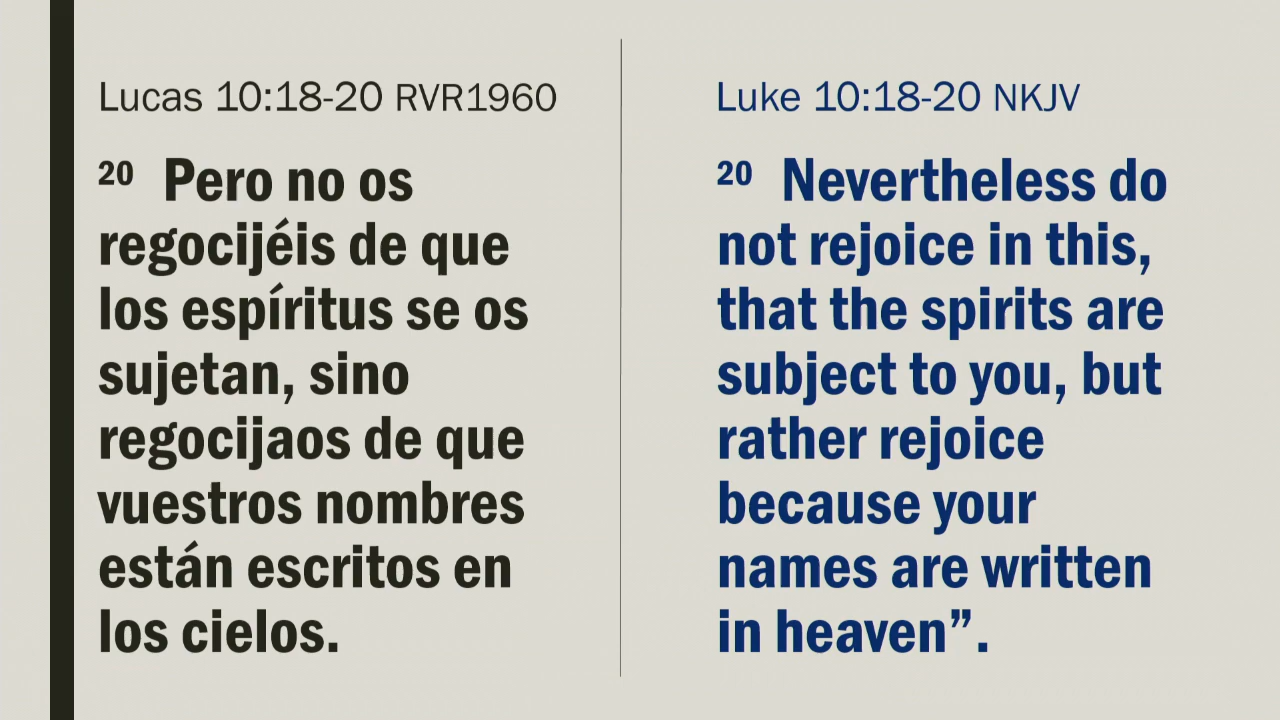 Lucas 10:18-20 RVR1960
20 Pero no os
regocijéis de que
los espíritus se os
sujetan, sino
regocijaos de que
vuestros nombres
están escritos en
los cielos.
Luke 10:18-20 NKJV
20 Nevertheless do
not rejoice in this,
that the spirits are
subject to you, but
rather rejoice
because your
names are written
in heaven”.